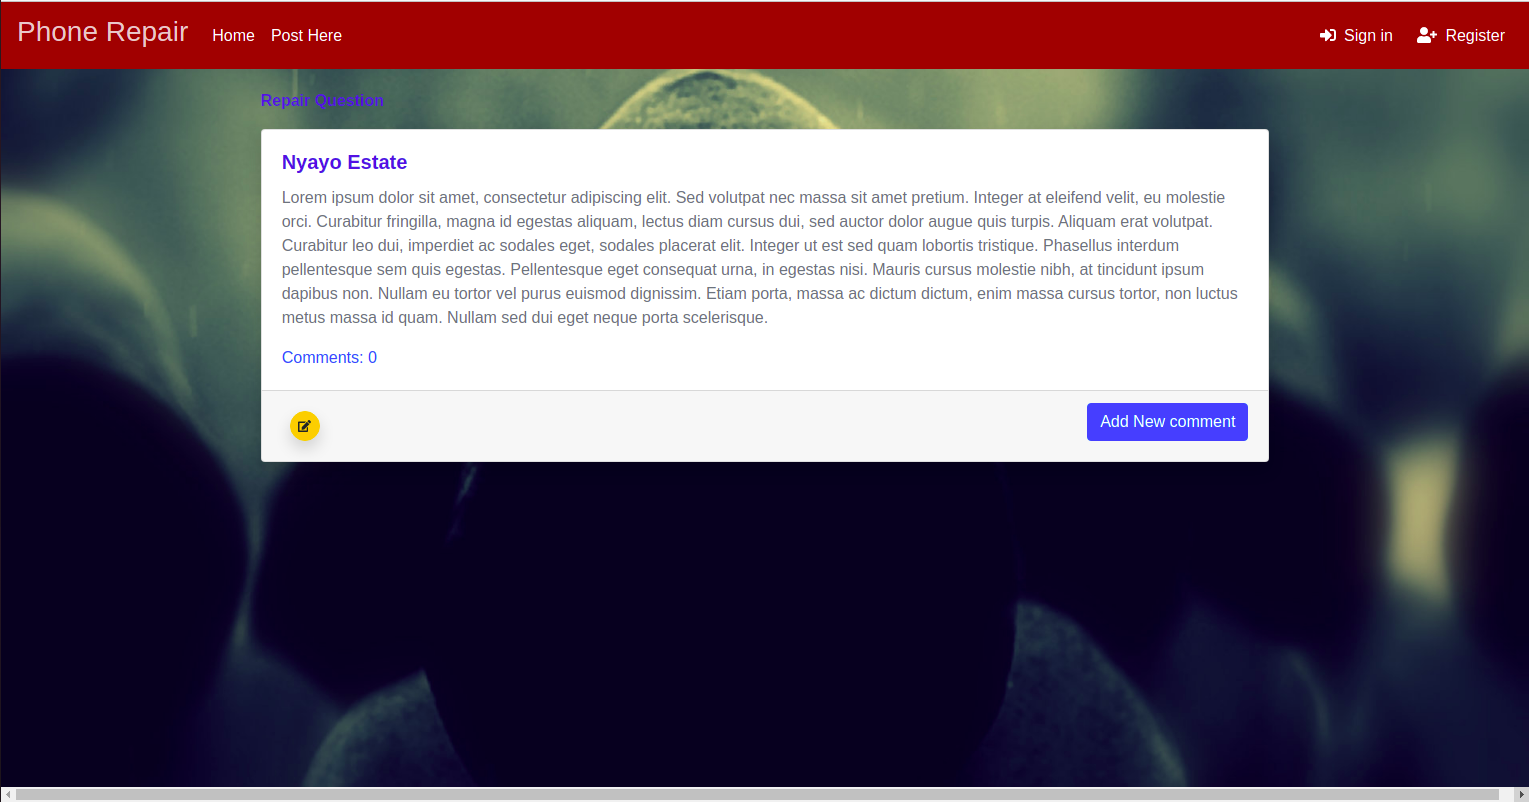 Phone Repair Home Post Here Sign in Register
Repair Question
Nyayo Estate
Lorem ipsum dolor sit amet, consectetur adipiscing elit. Sed volutpat nec massa sit amet pretium. Integer at eleifend velit, eu molestie
orci. Curabitur fringilla, magna id egestas aliquam, lectus diam cursus dui, sed auctor dolor augue quis turpis. Aliquam erat volutpat.
Curabitur leo dui, imperdiet ac sodales eget, sodales placerat elit. Integer ut est sed quam lobortis tristique. Phasellus interdum
pellentesque sem quis egestas. Pellentesque eget consequat urna, in egestas nisi. Mauris cursus molestie nibh, at tincidunt ipsum
dapibus non. Nullam eu tortor vel purus euismod dignissim. Etiam porta, massa ac dictum dictum, enim massa cursus tortor, non luctus
metus massa id quam. Nullam sed dui eget neque porta scelerisque.
Comments: 0
Add New comment